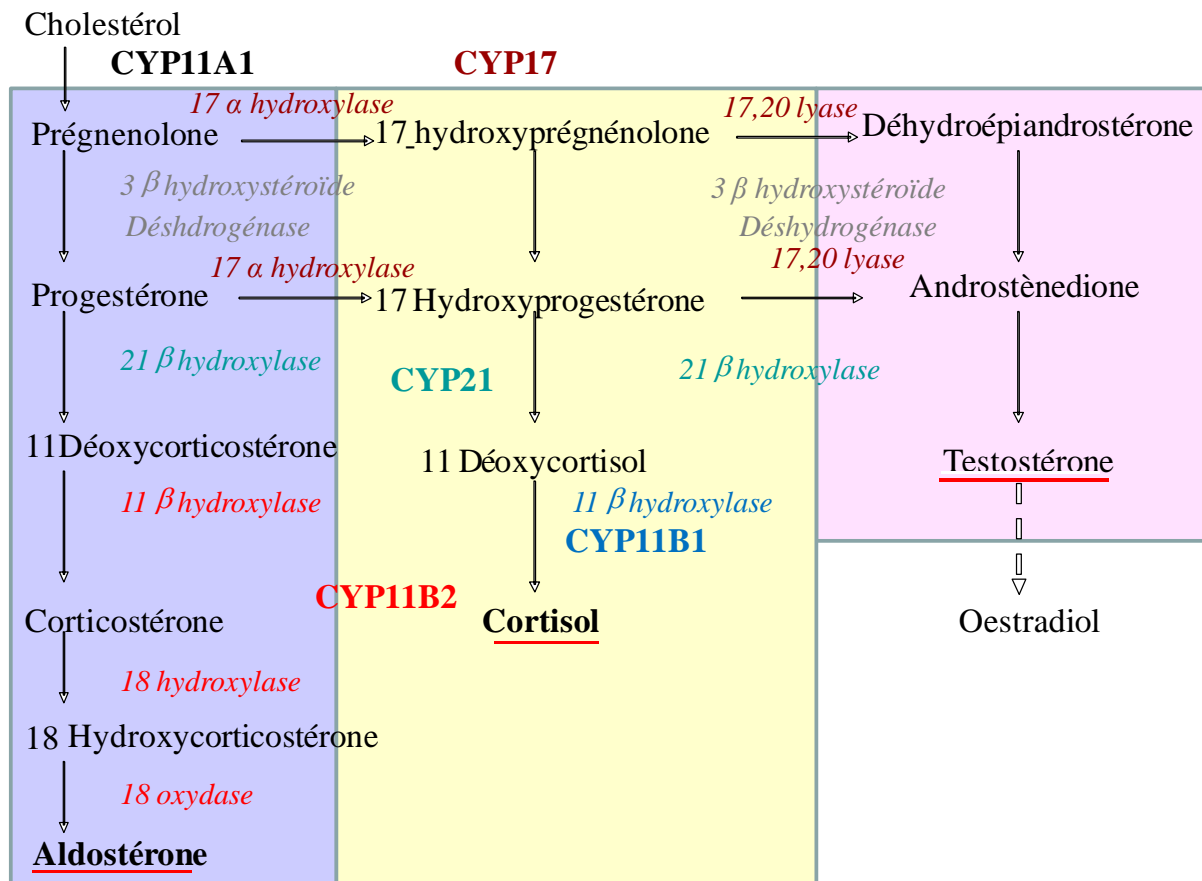 Cholestérol
CYP11A1
CYP17
17 α hydroxylase
17,20 lyase
Prégnenolone
17_hydroxyprégnénolone
Déhydroépiandrostérone
3 β hydroxystéroïde
Déshdrogénase
3 β hydroxystéroïde
Déshydrogénase
17 α hydroxylase
17,20 lyase
Progestérone
17 Hydroxyprogestérone
Androstènedione
21 β hydroxylase
CYP21
21 β hydroxylase
11Déoxycorticostérone
11 Déoxycortisol
Testostérone
11 β hydroxylase
11 β hydroxylase
CYP11B1
CYP11B2
Corticostérone
Cortisol
Oestradiol
18 hydroxylase
18 Hydroxycorticostérone
18 oxydase
Aldostérone